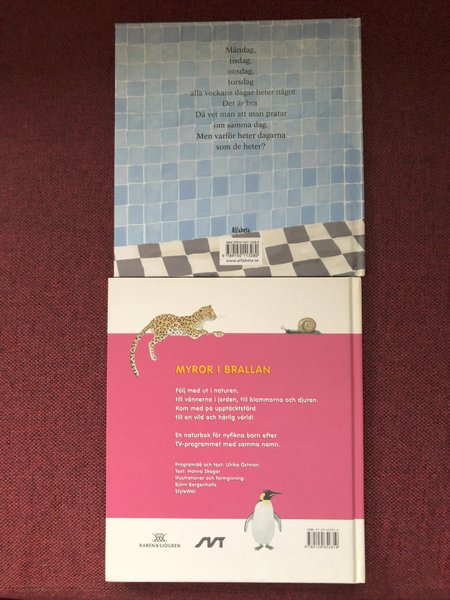 Måndag,
tisdag,
onsdag,
torsdag
– alla veckans dagar heter något.
Det är bra
Då vet man att man pratar
om samma dag.
Men varför heter dagarna
som de heter?
Alfabeta
www.alfabeta.se
MYROR I BRALLAN
Följ med ut i naturen,
till vännerna i jorden, till blommorna och djuren.
Kom med på upptäcktsfärd
till en vild och härlig värld!
En naturbok för nyfikna barn efter
TV-programmet med samma namn.
Programidé och text: Ulrika Östman
Text: Hanna Skogar
Illustrationer och formgivning:
Björn Bergenholtz
StyleWar
RABÉN & SJÖGREN
SVT